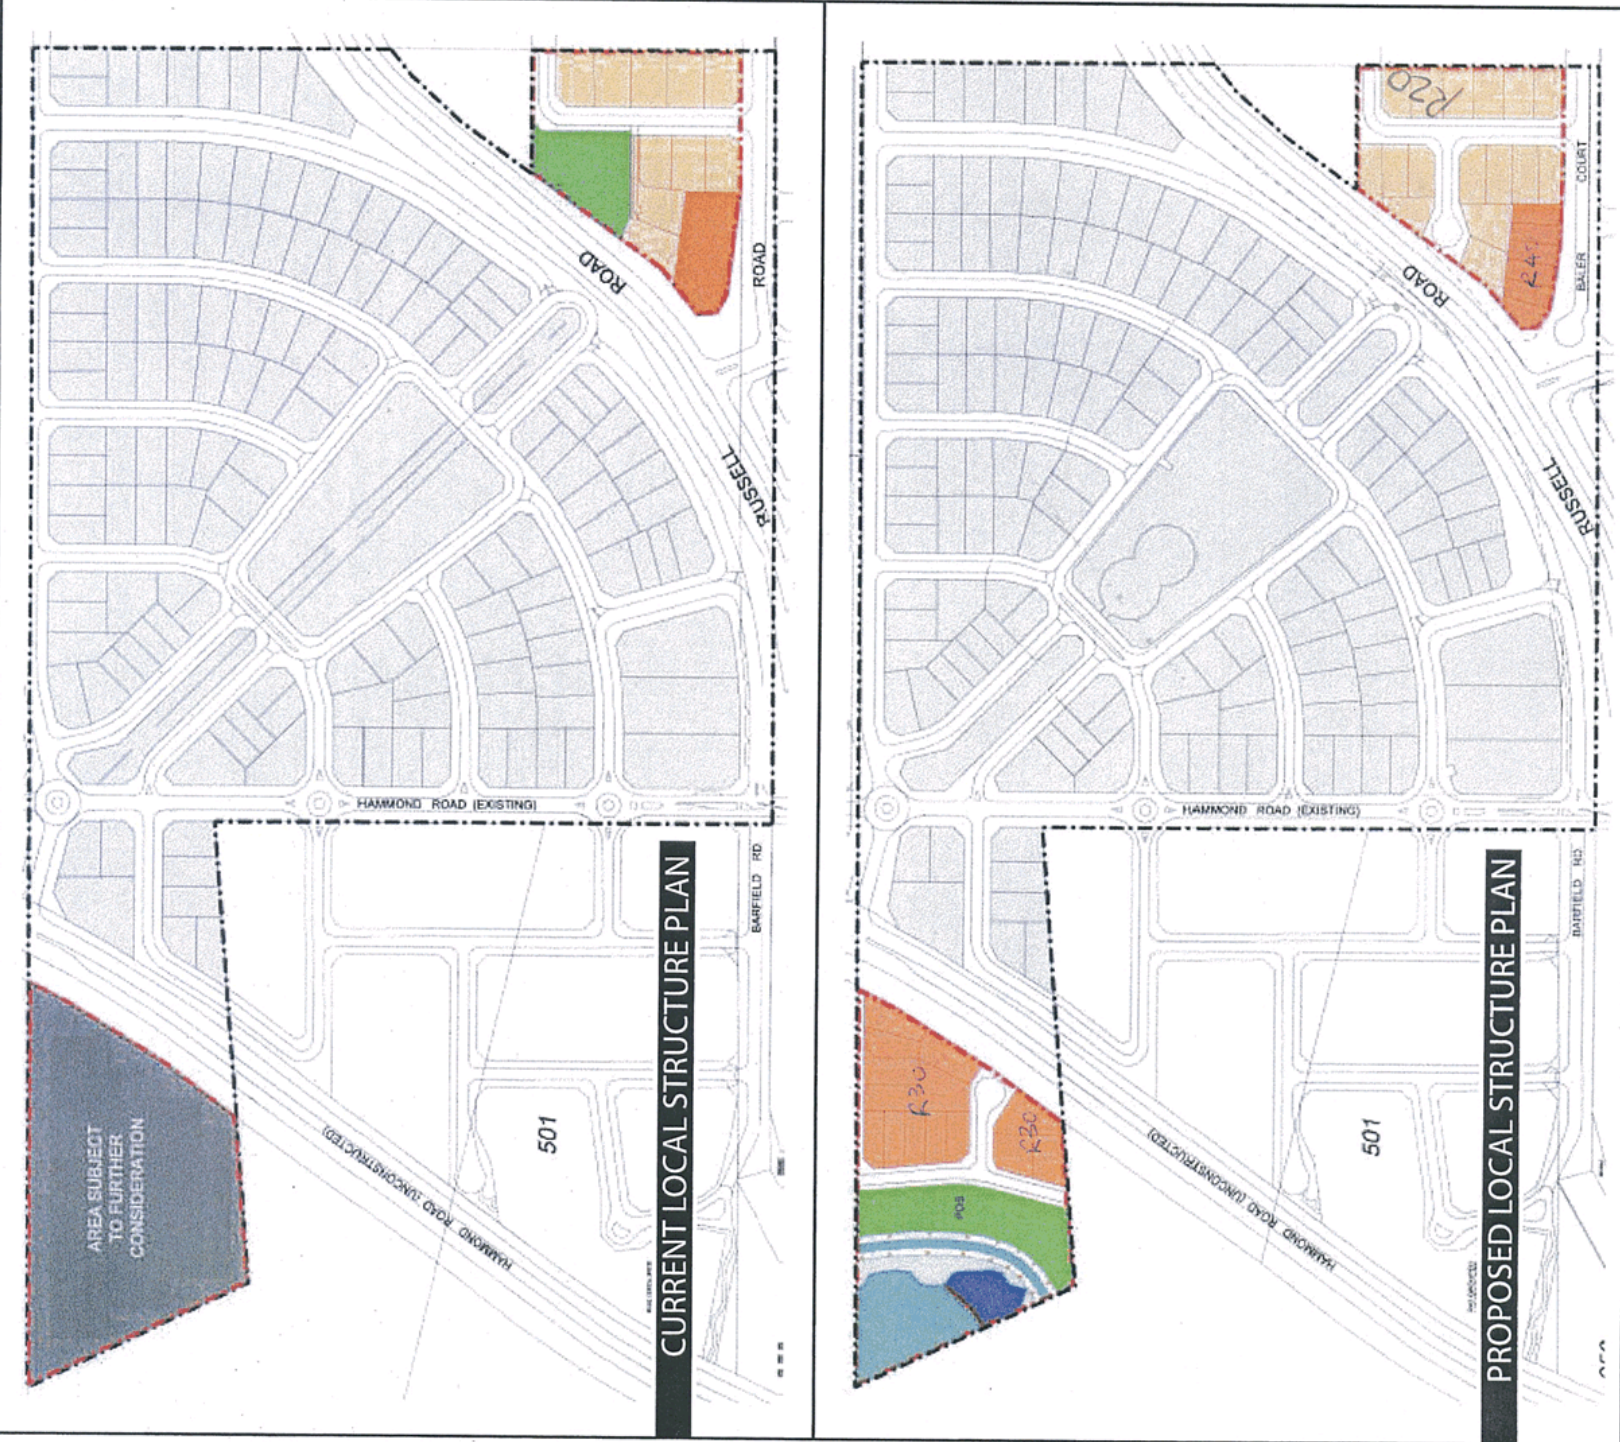 ROAD
ROAD
RUSSELL
HAMMOND ROAD (EXISTING)
BARFIELD RD
AREA SUBJECT
TO FURTHER
CONSIDERATION
HAMMOND ROAD (UNCONSTRUCTED)
501
CURRENT LOCAL STRUCTURE PLAN
R20
COURT
BALER
ROAD
RUSSELL
HAMMOND ROAD (EXISTING)
BARFIELD RD
R30
R30
POS
HAMMOND ROAD (UNCONSTRUCTED)
501
PROPOSED LOCAL STRUCTURE PLAN